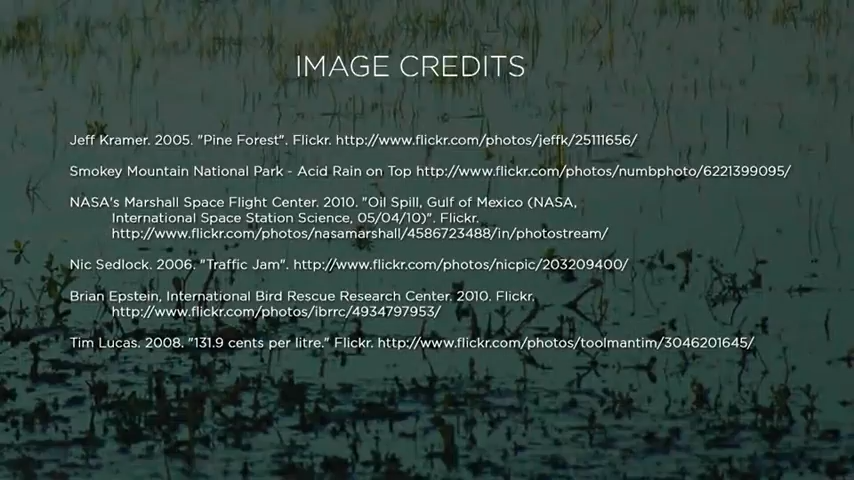 IMAGE CREDITS
Jeff Kramer. 2005. "Pine Forest". Flickr. http://www.flickr.com/photos/jeffk/25111656/
Smokey Mountain National Park - Acid Rain on Top http://www.flickr.com/photos/numbphoto/6221399095/
NASA's Marshall Space Flight Center. 2010. "Oil Spill, Gulf of Mexico (NASA,
International Space Station Science, 05/04/10)". Flickr.
http://www.flickr.com/photos/nasamarshall/4586723488/in/photostream/
Nic Sedlock. 2006. "Traffic Jam". http://www.flickr.com/photos/nicpic/203209400/
Brian Epstein, International Bird Rescue Research Center. 2010. Flickr.
http://www.flickr.com/photos/ibrrc/4934797953/
Tim Lucas. 2008. "131.9 cents per litre." Flickr. http://www.flickr.com/photos/toolmantim/3046201645/